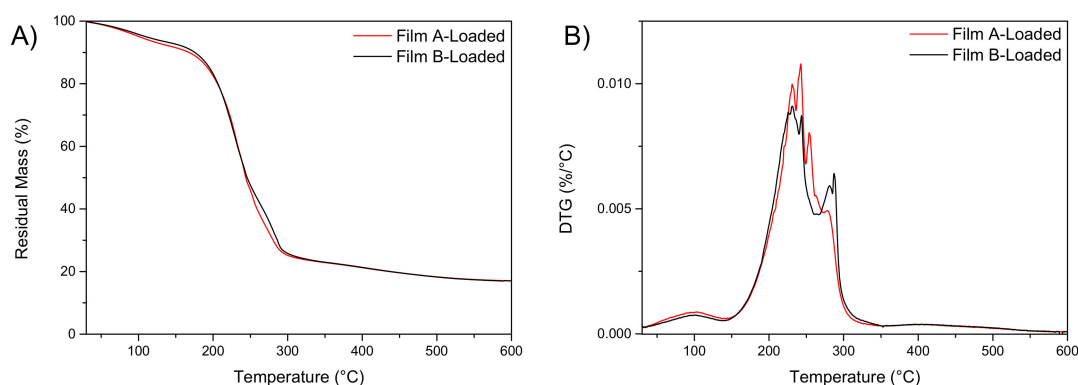 A)
Residual Mass (%)
100
80
60
40
20
0
Film A-Loaded
Film B-Loaded
100 200 300 400 500 600
Temperature (°C)
B)
DTG (%/°C)
0.010
0.005
0.000
Film A-Loaded
Film B-Loaded
100 200 300 400 500 600
Temperature (°C)